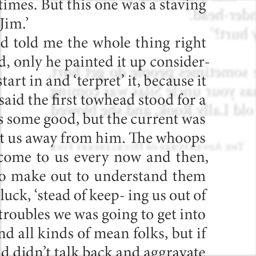 times. But this one was a staving
Jim.'
d told me the whole thing right
d, only he painted it up consider-
start in and 'terpret' it, because it
said the first towhead stood for a
s some good, but the current was
t us away from him. The whoops
come to us every now and then,
o make out to understand them
luck, 'stead of keep- ing us out of
troubles we was going to get into
nd all kinds of mean folks, but if
d didn't talk back and aggravate